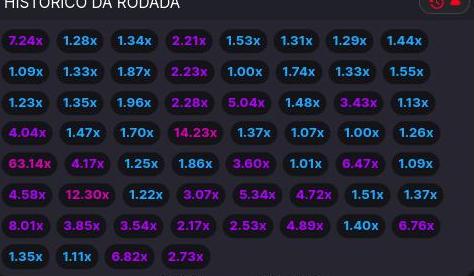 HISTÓRICO DA RODADA
7.24x 1.28x 1.34x 2.21x 1.53x 1.31x 1.29x 1.44x
1.09x 1.33x 1.87x 2.23x 1.00x 1.74x 1.33x 1.55x
1.23x 1.35x 1.96x 2.28x 5.04x 1.48x 3.43x 1.13x
4.04x 1.47x 1.70x 14.23x 1.37x 1.07x 1.00x 1.26x
63.14x 4.17x 1.25x 1.86x 3.60x 1.01x 6.47x 1.09x
4.58x 12.30x 1.22x 3.07x 5.34x 4.72x 1.51x 1.37x
8.01x 3.85x 3.54x 2.17x 2.53x 4.89x 1.40x 6.76x
1.35x 1.11x 6.82x 2.73x